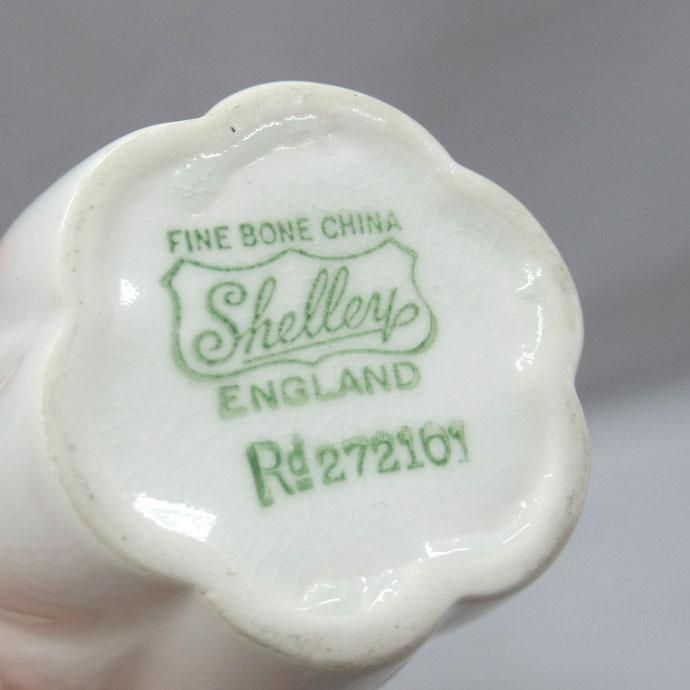 FINE BONE CHINA
Shelley
ENGLAND
Rd 272101